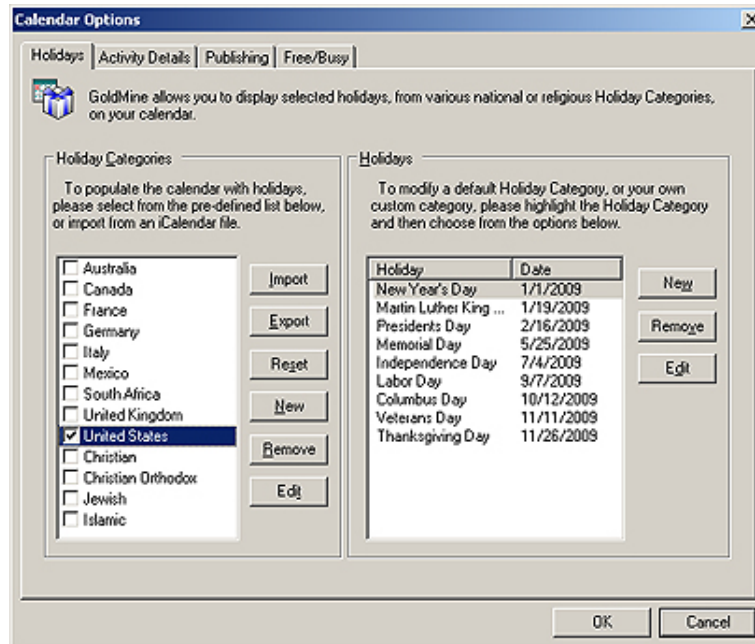 Calendar Options
Holidays Activity Details Publishing Free/Busy
GoldMine allows you to display selected holidays, from various national or religious Holiday Categories,
on your calendar.
Holiday Categories
To populate the calendar with holidays,
please select from the pre-defined list below,
or import from an iCalendar file.
Australia
Canada
France
Germany
Italy
Mexico
South Africa
United Kingdom
United States
Christian
Christian Orthodox
Jewish
Islamic
Import
Export
Reset
New
Remove
Edit
Holidays
To modify a default Holiday Category, or your own
custom category, please highlight the Holiday Category
and then choose from the options below.
Holiday Date
New Year's Day 1/1/2009
Martin Luther King ... 1/19/2009
Presidents Day 2/16/2009
Memorial Day 5/25/2009
Independence Day 7/4/2009
Labor Day 9/7/2009
Columbus Day 10/12/2009
Veterans Day 11/11/2009
Thanksgiving Day 11/26/2009
New
Remove
Edit
OK Cancel